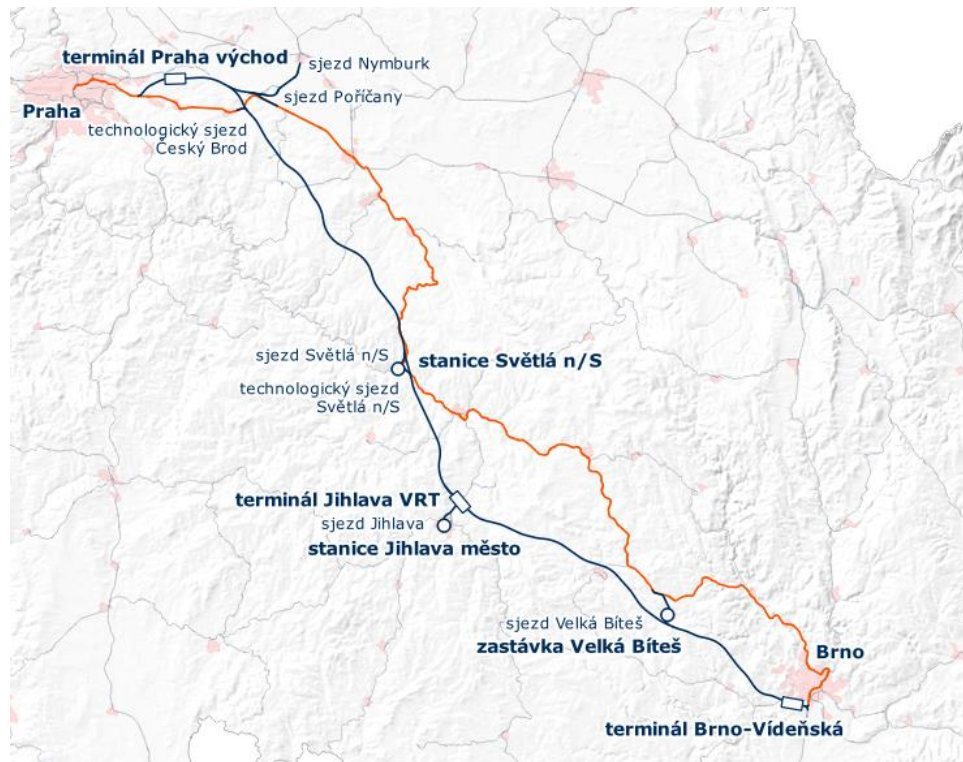 terminál Praha východ
sjezd Nymburk
sjezd Poříčany
Praha
technologický sjezd
Český Brod
sjezd Světlá n/S
stanice Světlá n/S
technologický sjezd
Světlá n/S
terminál Jihlava VRT
sjezd Jihlava
stanice Jihlava město
sjezd Velká Bíteš
zastávka Velká Bíteš
Brno
terminál Brno-Vídeňská